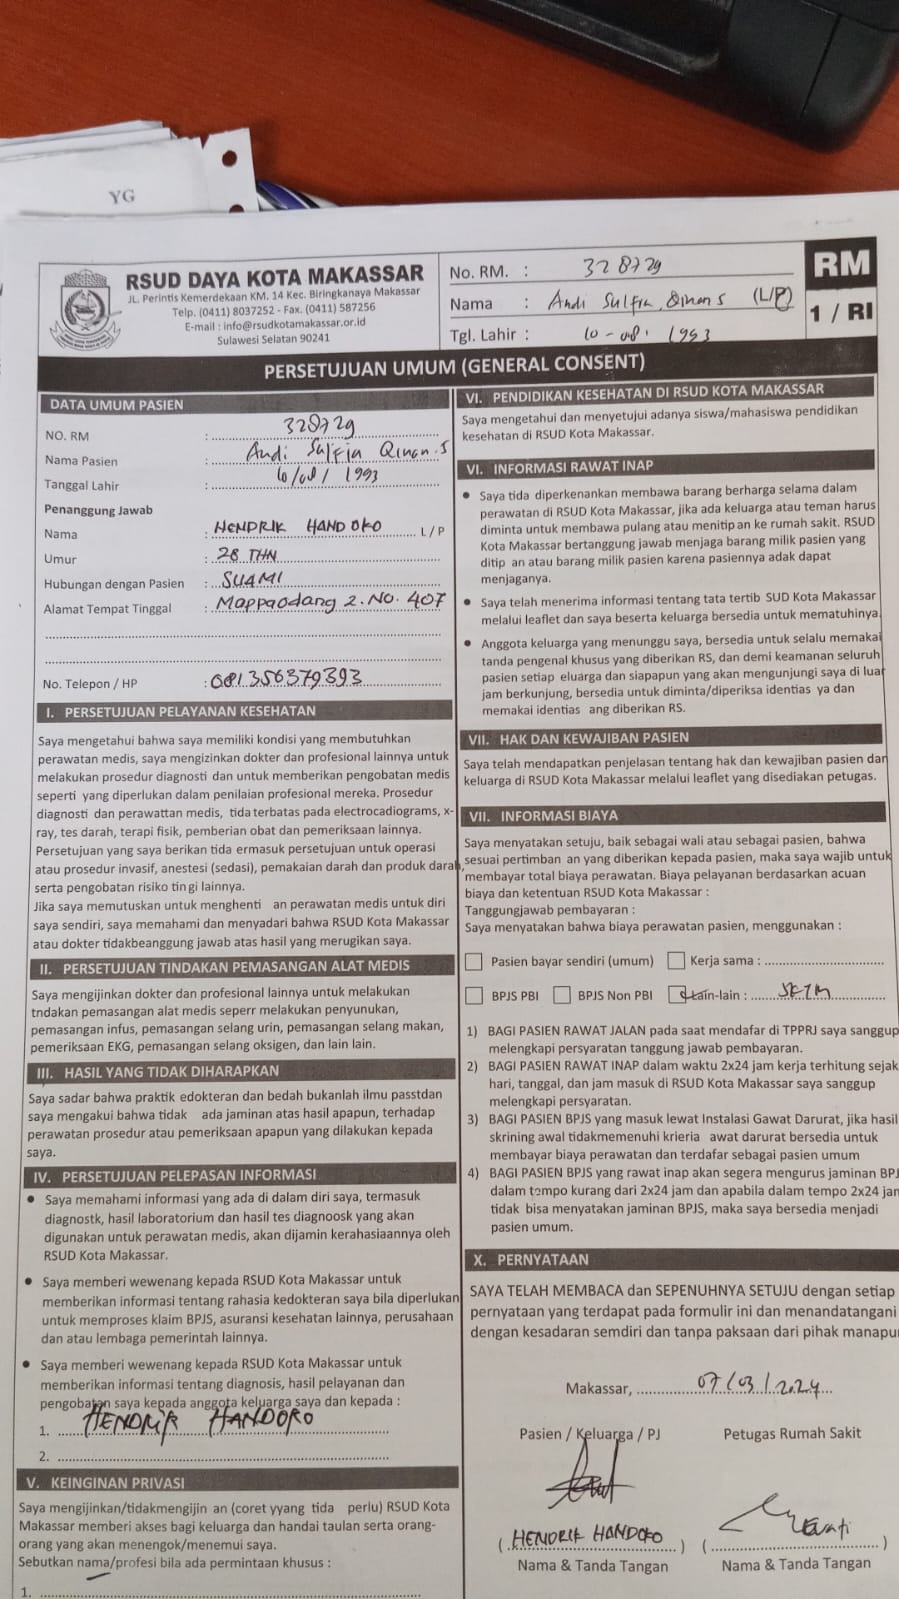 YG
RSUD DAYA KOTA MAKASSAR
JL. Perintis Kemerdekaan KM. 14 Kec. Biringkanaya Makassar
Telp. (0411) 8037252 - Fax. (0411) 587256
E-mail : info@rsudkotamakassar.or.id
Sulawesi Selatan 90241
No. RM. : 328729
Nama : Andi Sulfia Qinan S (L/P)
Tgl. Lahir : 10-08-1993
RM
1 / RI
PERSETUJUAN UMUM (GENERAL CONSENT)
DATA UMUM PASIEN
NO. RM : 328729
Nama Pasien : Andi Sulfia Qinan.S
Tanggal Lahir : 10/08/ 1993
Penanggung Jawab
Nama : HENDRIK HANDOKO L / P
Umur : 28 THN
Hubungan dengan Pasien : SUAMI
Alamat Tempat Tinggal : Mappaodang 2. No. 407
No. Telepon / HP : 081356379393
I. PERSETUJUAN PELAYANAN KESEHATAN
Saya mengetahui bahwa saya memiliki kondisi yang membutuhkan
perawatan medis, saya mengizinkan dokter dan profesional lainnya untuk
melakukan prosedur diagnosti dan untuk memberikan pengobatan medis
seperti yang diperlukan dalam penilaian profesional mereka. Prosedur
diagnosti dan perawattan medis, tida terbatas pada electrocadiograms, x-
ray, tes darah, terapi fisik, pemberian obat dan pemeriksaan lainnya.
Persetujuan yang saya berikan tida ermasuk persetujuan untuk operasi
atau prosedur invasif, anestesi (sedasi), pemakaian darah dan produk darah,
serta pengobatan risiko tin gi lainnya.
Jika saya memutuskan untuk menghenti an perawatan medis untuk diri
saya sendiri, saya memahami dan menyadari bahwa RSUD Kota Makassar
atau dokter tidakbeanggung jawab atas hasil yang merugikan saya.
II. PERSETUJUAN TINDAKAN PEMASANGAN ALAT MEDIS
Saya mengijinkan dokter dan profesional lainnya untuk melakukan
tndakan pemasangan alat medis seperr melakukan penyunukan,
pemasangan infus, pemasangan selang urin, pemasangan selang makan,
pemeriksaan EKG, pemasangan selang oksigen, dan lain lain.
III. HASIL YANG TIDAK DIHARAPKAN
Saya sadar bahwa praktik edokteran dan bedah bukanlah ilmu passtdan
saya mengakui bahwa tidak ada jaminan atas hasil apapun, terhadap
perawatan prosedur atau pemeriksaan apapun yang dilakukan kepada
saya.
IV. PERSETUJUAN PELEPASAN INFORMASI
• Saya memahami informasi yang ada di dalam diri saya, termasuk
diagnostk, hasil laboratorium dan hasil tes diagnoosk yang akan
digunakan untuk perawatan medis, akan dijamin kerahasiaannya oleh
RSUD Kota Makassar.
• Saya memberi wewenang kepada RSUD Kota Makassar untuk
memberikan informasi tentang rahasia kedokteran saya bila diperlukan
untuk memproses klaim BPJS, asuransi kesehatan lainnya, perusahaan
dan atau lembaga pemerintah lainnya.
• Saya memberi wewenang kepada RSUD Kota Makassar untuk
memberikan informasi tentang diagnosis, hasil pelayanan dan
pengobatan saya kepada anggota keluarga saya dan kepada :
1. HENDRIK HANDOKO
2.
V. KEINGINAN PRIVASI
Saya mengijinkan/tidakmengijin an (coret yyang tida perlu) RSUD Kota
Makassar memberi akses bagi keluarga dan handai taulan serta orang-
orang yang akan menengok/menemui saya.
Sebutkan nama/profesi bila ada permintaan khusus :
1.
VI. PENDIDIKAN KESEHATAN DI RSUD KOTA MAKASSAR
Saya mengetahui dan menyetujui adanya siswa/mahasiswa pendidikan
kesehatan di RSUD Kota Makassar.
VI. INFORMASI RAWAT INAP
• Saya tida diperkenankan membawa barang berharga selama dalam
perawatan di RSUD Kota Makassar, jika ada keluarga atau teman harus
diminta untuk membawa pulang atau menitip an ke rumah sakit. RSUD
Kota Makassar bertanggung jawab menjaga barang milik pasien yang
ditip an atau barang milik pasien karena pasiennya adak dapat
menjaganya.
• Saya telah menerima informasi tentang tata tertib SUD Kota Makassar
melalui leaflet dan saya beserta keluarga bersedia untuk mematuhinya.
• Anggota keluarga yang menunggu saya, bersedia untuk selalu memakai
tanda pengenal khusus yang diberikan RS, dan demi keamanan seluruh
pasien setiap eluarga dan siapapun yang akan mengunjungi saya di luar
jam berkunjung, bersedia untuk diminta/diperiksa identias ya dan
memakai identias ang diberikan RS.
VII. HAK DAN KEWAJIBAN PASIEN
Saya telah mendapatkan penjelasan tentang hak dan kewajiban pasien dan
keluarga di RSUD Kota Makassar melalui leaflet yang disediakan petugas.
VII. INFORMASI BIAYA
Saya menyatakan setuju, baik sebagai wali atau sebagai pasien, bahwa
sesuai pertimban an yang diberikan kepada pasien, maka saya wajib untuk
membayar total biaya perawatan. Biaya pelayanan berdasarkan acuan
biaya dan ketentuan RSUD Kota Makassar :
Tanggungjawab pembayaran :
Saya menyatakan bahwa biaya perawatan pasien, menggunakan :
Pasien bayar sendiri (umum) Kerja sama :
BPJS PBI BPJS Non PBI Lain-lain : SKTM
1) BAGI PASIEN RAWAT JALAN pada saat mendafar di TPPRJ saya sanggup
melengkapi persyaratan tanggung jawab pembayaran.
2) BAGI PASIEN RAWAT INAP dalam waktu 2x24 jam kerja terhitung sejak
hari, tanggal, dan jam masuk di RSUD Kota Makassar saya sanggup
melengkapi persyaratan.
3) BAGI PASIEN BPJS yang masuk lewat Instalasi Gawat Darurat, jika hasil
skrining awal tidakmemenuhi krieria awat darurat bersedia untuk
membayar biaya perawatan dan terdafar sebagai pasien umum
4) BAGI PASIEN BPJS yang rawat inap akan segera mengurus jaminan BPJ
dalam tempo kurang dari 2x24 jam dan apabila dalam tempo 2x24 jam
tidak bisa menyatakan jaminan BPJS, maka saya bersedia menjadi
pasien umum.
X. PERNYATAAN
SAYA TELAH MEMBACA dan SEPENUHNYA SETUJU dengan setiap
pernyataan yang terdapat pada formulir ini dan menandatangani
dengan kesadaran semdiri dan tanpa paksaan dari pihak manapu
Makassar, 07/03/2024
Pasien / Keluarga / PJ Petugas Rumah Sakit
( HENDRIK HANDOKO ) ( )
Nama & Tanda Tangan Nama & Tanda Tangan